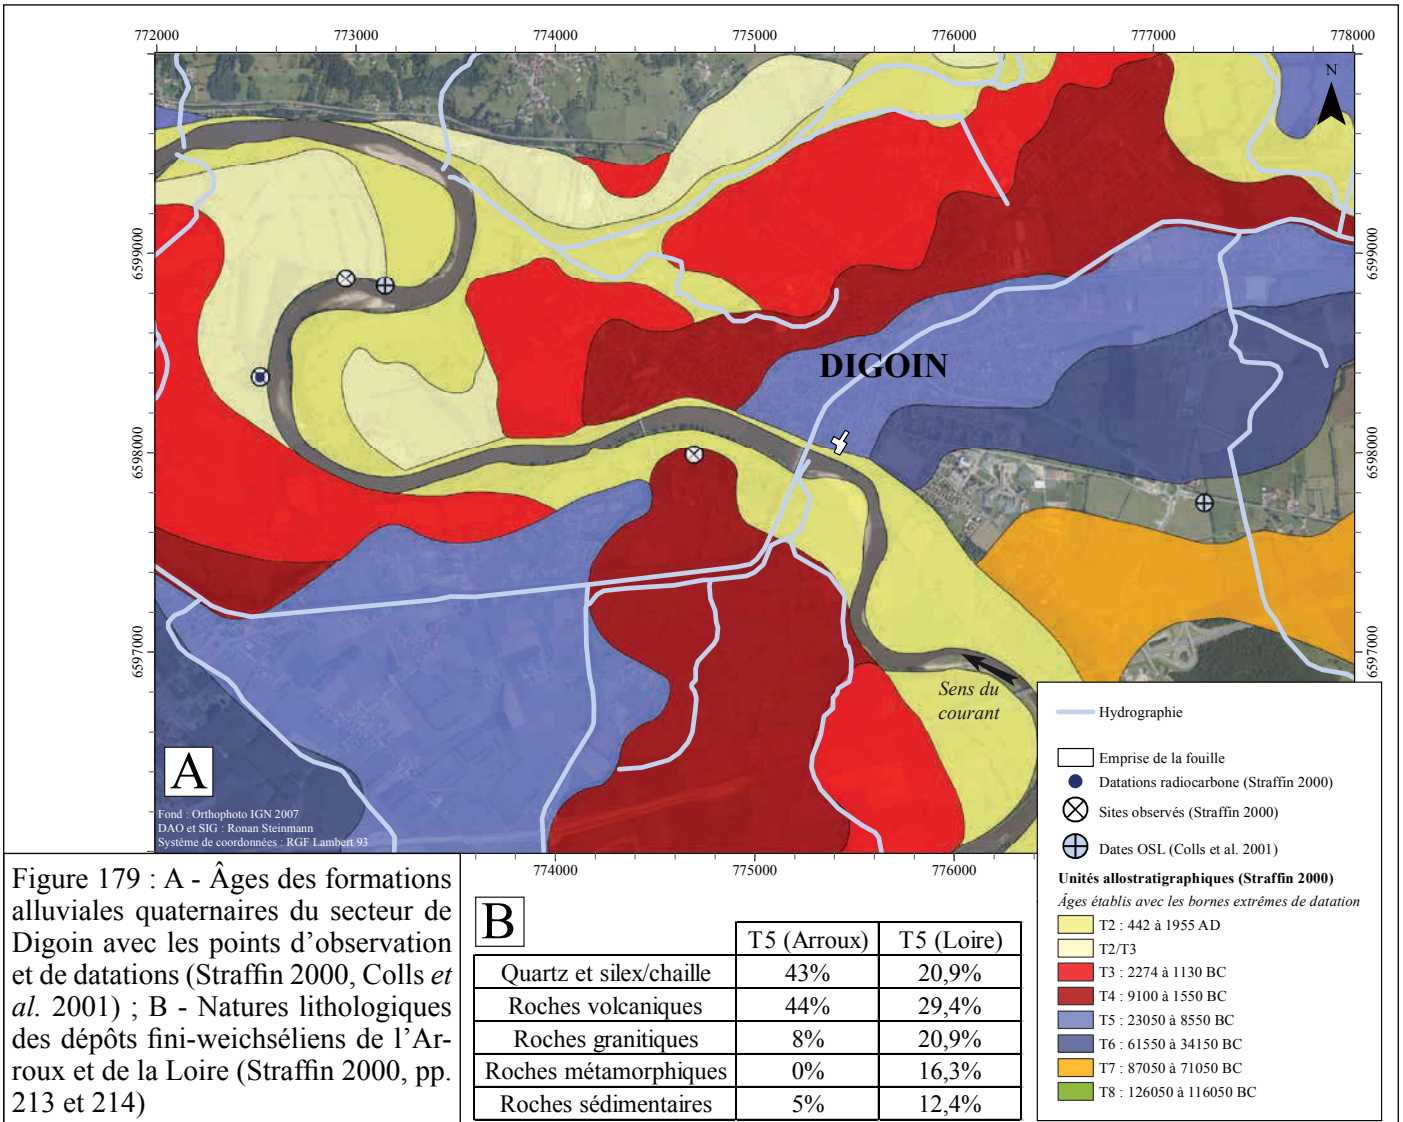 772000 773000 774000 775000 776000 777000 778000
N
6599000
6599000
DIGOIN
6598000
6598000
6597000
6597000
Sens du
courant
A
Fond : Orthophoto IGN 2007
DAO et SIG : Ronan Steinmann
Système de coordonnées : RGF Lambert 93
774000 775000 776000
Hydrographie
Emprise de la fouille
Datations radiocarbone (Straffin 2000)
Sites observés (Straffin 2000)
Dates OSL (Colls et al. 2001)
Unités allostratigraphiques (Straffin 2000)
Âges établis avec les bornes extrêmes de datation
T2 : 442 à 1955 AD
T2/T3
T3 : 2274 à 1130 BC
T4 : 9100 à 1550 BC
T5 : 23050 à 8550 BC
T6 : 61550 à 34150 BC
T7 : 87050 à 71050 BC
T8 : 126050 à 116050 BC
Figure 179 : A - Âges des formations
alluviales quaternaires du secteur de
Digoin avec les points d'observation
et de datations (Straffin 2000, Colls et
al. 2001) ; B - Natures lithologiques
des dépôts fini-weichséliens de l'Ar-
roux et de la Loire (Straffin 2000, pp.
213 et 214)
B
T5 (Arroux) T5 (Loire)
Quartz et silex/chaille 43% 20,9%
Roches volcaniques 44% 29,4%
Roches granitiques 8% 20,9%
Roches métamorphiques 0% 16,3%
Roches sédimentaires 5% 12,4%